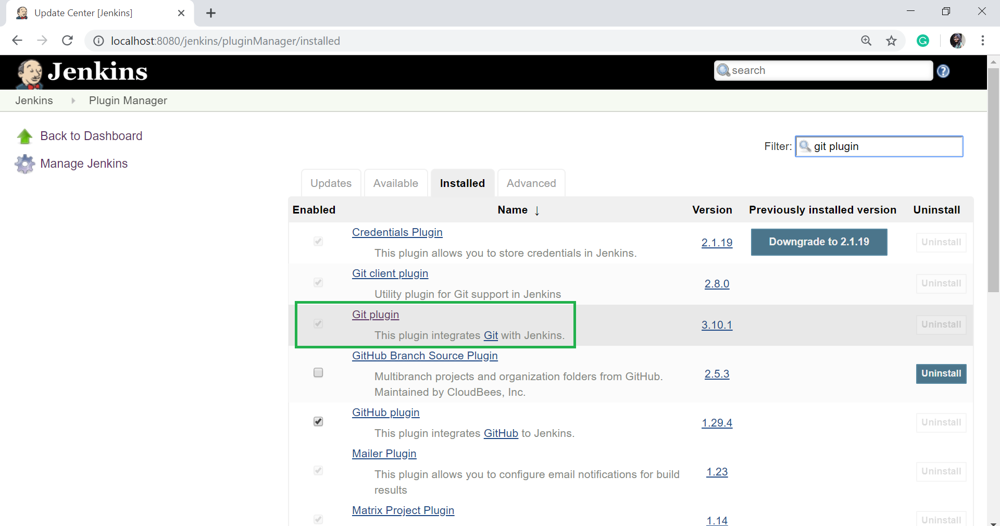 Update Center [Jenkins]
localhost:8080/jenkins/pluginManager/installed
Jenkins
search
Jenkins
Plugin Manager
Back to Dashboard
Manage Jenkins
Filter: git plugin
Updates Available Installed Advanced
Enabled Name ↓ Version Previously installed version Uninstall
Credentials Plugin
This plugin allows you to store credentials in Jenkins.
2.1.19
Downgrade to 2.1.19
Uninstall
Git client plugin
Utility plugin for Git support in Jenkins
2.8.0
Uninstall
Git plugin
This plugin integrates Git with Jenkins.
3.10.1
Uninstall
GitHub Branch Source Plugin
Multibranch projects and organization folders from GitHub.
Maintained by CloudBees, Inc.
2.5.3
Uninstall
GitHub plugin
This plugin integrates GitHub to Jenkins.
1.29.4
Uninstall
Mailer Plugin
This plugin allows you to configure email notifications for build
results
1.23
Uninstall
Matrix Project Plugin
1.14
Uninstall